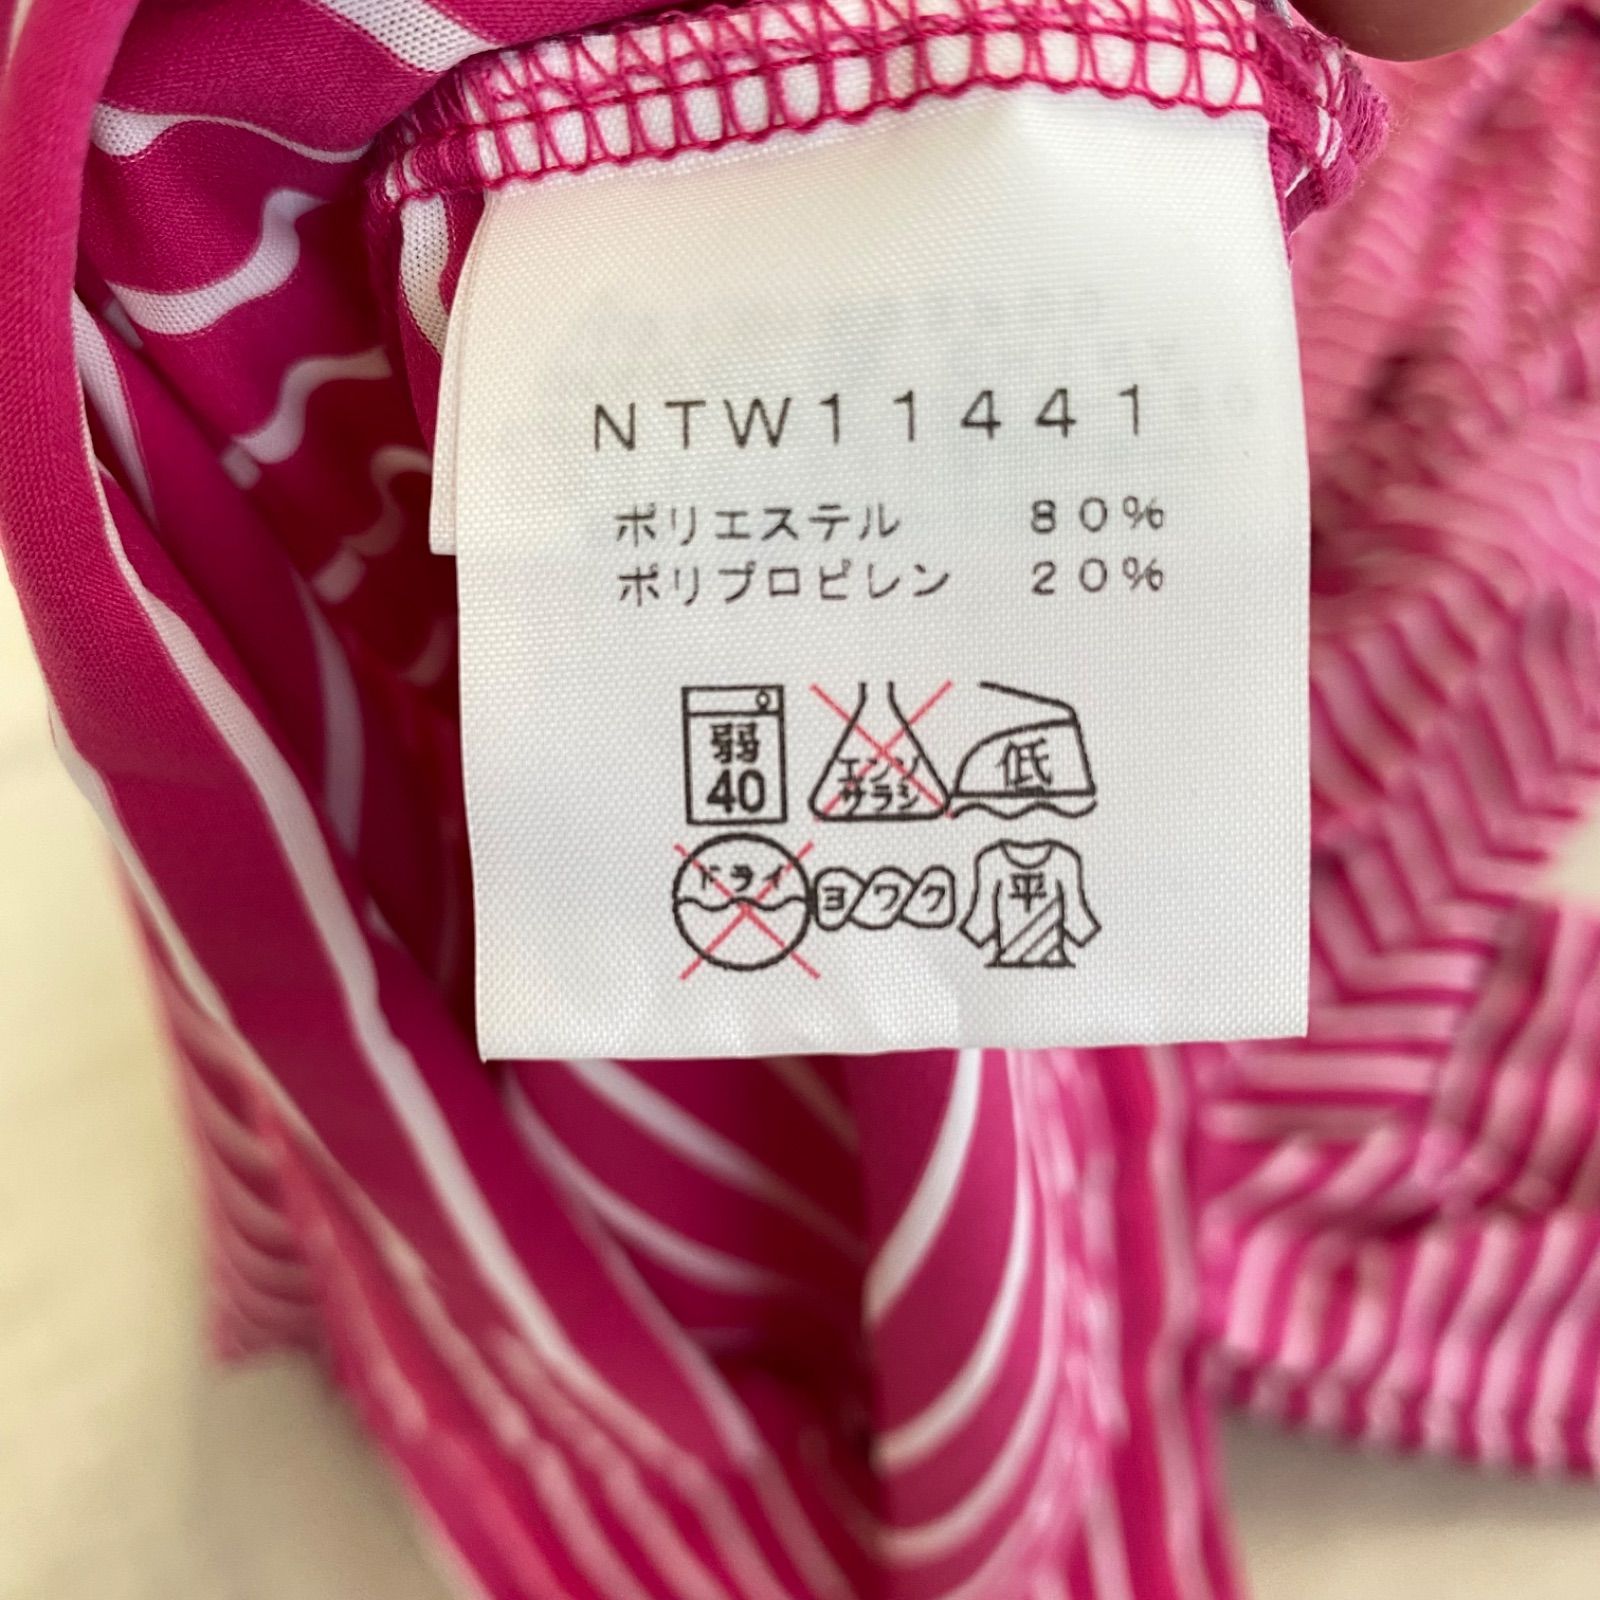 NTW11441
ポリエステル 80%
ポリプロピレン 20%
弱 40
エンソサラシ
低
ドライ
ヨワク
平